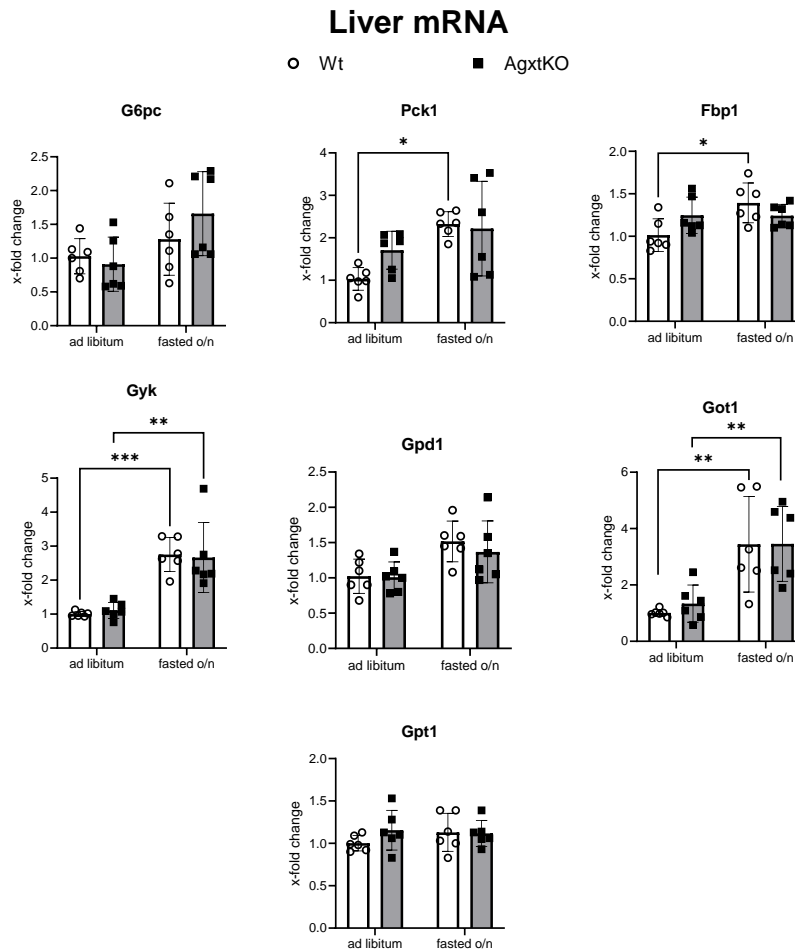 Liver mRNA
Wt
AgxtKO
G6pc
x-fold change
2.5
2.0
1.5
1.0
0.5
0.0
ad libitum
fasted o/n
Pck1
x-fold change
4
3
2
1
0
*
ad libitum
fasted o/n
Fbp1
x-fold change
2.0
1.5
1.0
0.5
0.0
*
ad libitum
fasted o/n
Gyk
x-fold change
5
4
3
2
1
0
**
***
ad libitum
fasted o/n
Gpd1
x-fold change
2.5
2.0
1.5
1.0
0.5
0.0
ad libitum
fasted o/n
Got1
x-fold change
6
4
2
0
**
**
ad libitum
fasted o/n
Gpt1
x-fold change
2.0
1.5
1.0
0.5
0.0
ad libitum
fasted o/n